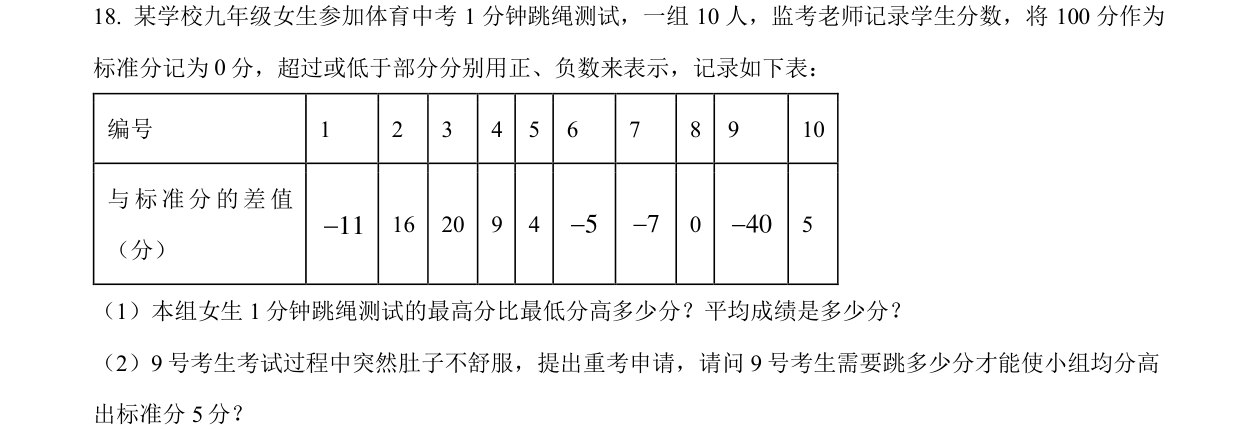 18. 某学校九年级女生参加体育中考 1 分钟跳绳测试，一组 10 人，监考老师记录学生分数，将 100 分作为
标准分记为 0 分，超过或低于部分分别用正、负数来表示，记录如下表：
编号 1 2 3 4 5 6 7 8 9 10
与标准分的差值
（分） −11 16 20 9 4 −5 −7 0 −40 5
（1）本组女生 1 分钟跳绳测试的最高分比最低分高多少分？平均成绩是多少分？
（2）9 号考生考试过程中突然肚子不舒服，提出重考申请，请问 9 号考生需要跳多少分才能使小组均分高
出标准分 5 分？